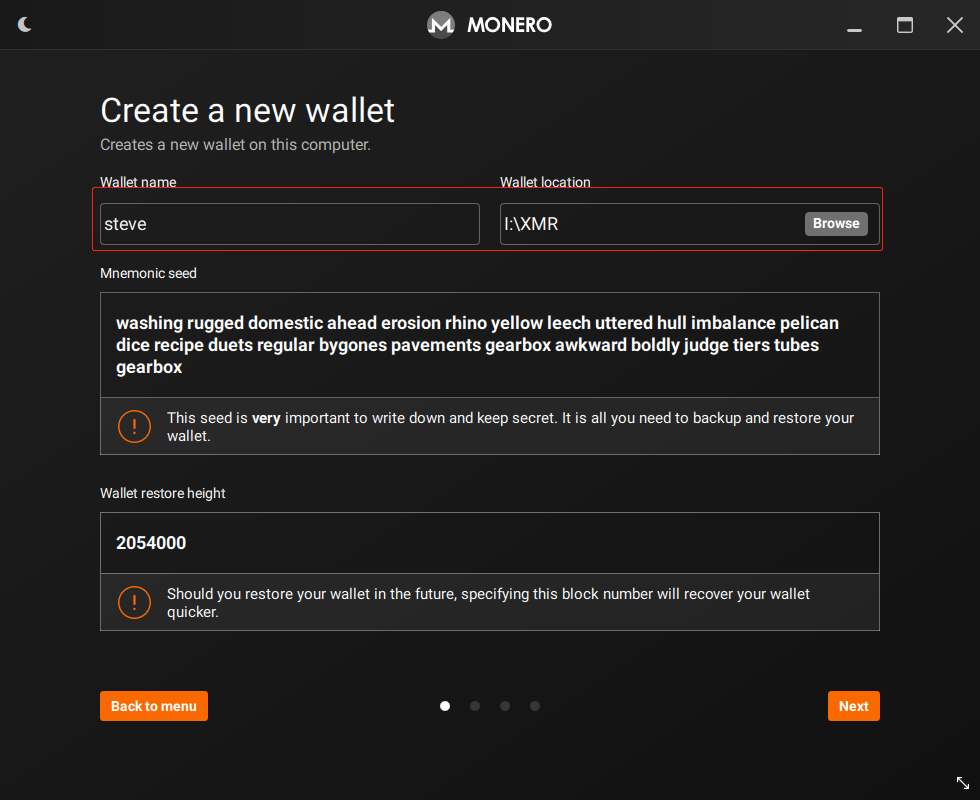 MONERO
Create a new wallet
Creates a new wallet on this computer.
Wallet name
Wallet location
steve
I:\XMR
Browse
Mnemonic seed
washing rugged domestic ahead erosion rhino yellow leech uttered hull imbalance pelican
dice recipe duets regular bygones pavements gearbox awkward boldly judge tiers tubes
gearbox
This seed is very important to write down and keep secret. It is all you need to backup and restore your
wallet.
Wallet restore height
2054000
Should you restore your wallet in the future, specifying this block number will recover your wallet
quicker.
Back to menu
Next